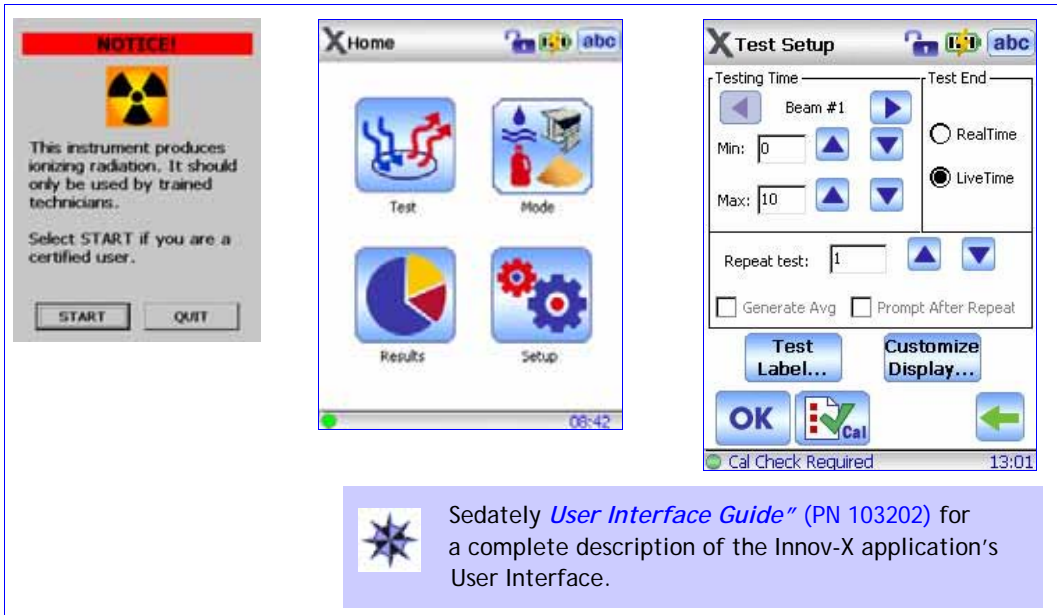 NOTICE!
This instrument produces
ionizing radiation. It should
only be used by trained
technicians.
Select START if you are a
certified user.
START QUIT
X Home abc
Test Mode
Results Setup
08:42
X Test Setup abc
Testing Time Test End
Beam #1
Min: 0
RealTime
Max: 10
LiveTime
Repeat test: 1
Generate Avg Prompt After Repeat
Test
Label...
Customize
Display...
OK Cal
Cal Check Required 13:01
Sedately User Interface Guide" (PN 103202) for
a complete description of the Innov-X application's
User Interface.